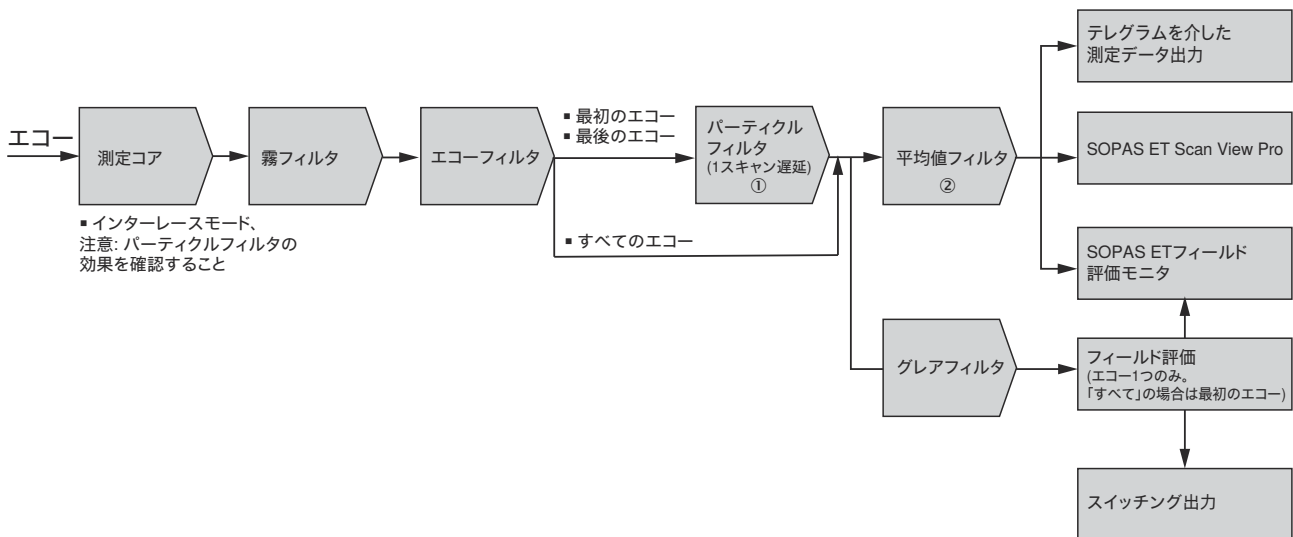 エコー
測定コア
■ インターレースモード、
注意: パーティクルフィルタの
効果を確認すること
霧フィルタ
エコーフィルタ
■ 最初のエコー
■ 最後のエコー
■ すべてのエコー
パーティクル
フィルタ
(1スキャン遅延)
①
平均値フィルタ
②
テレグラムを介した
測定データ出力
SOPAS ET Scan View Pro
SOPAS ETフィールド
評価モニタ
グレアフィルタ
フィールド評価
(エコー1つのみ。
「すべて」の場合は最初のエコー)
スイッチング出力